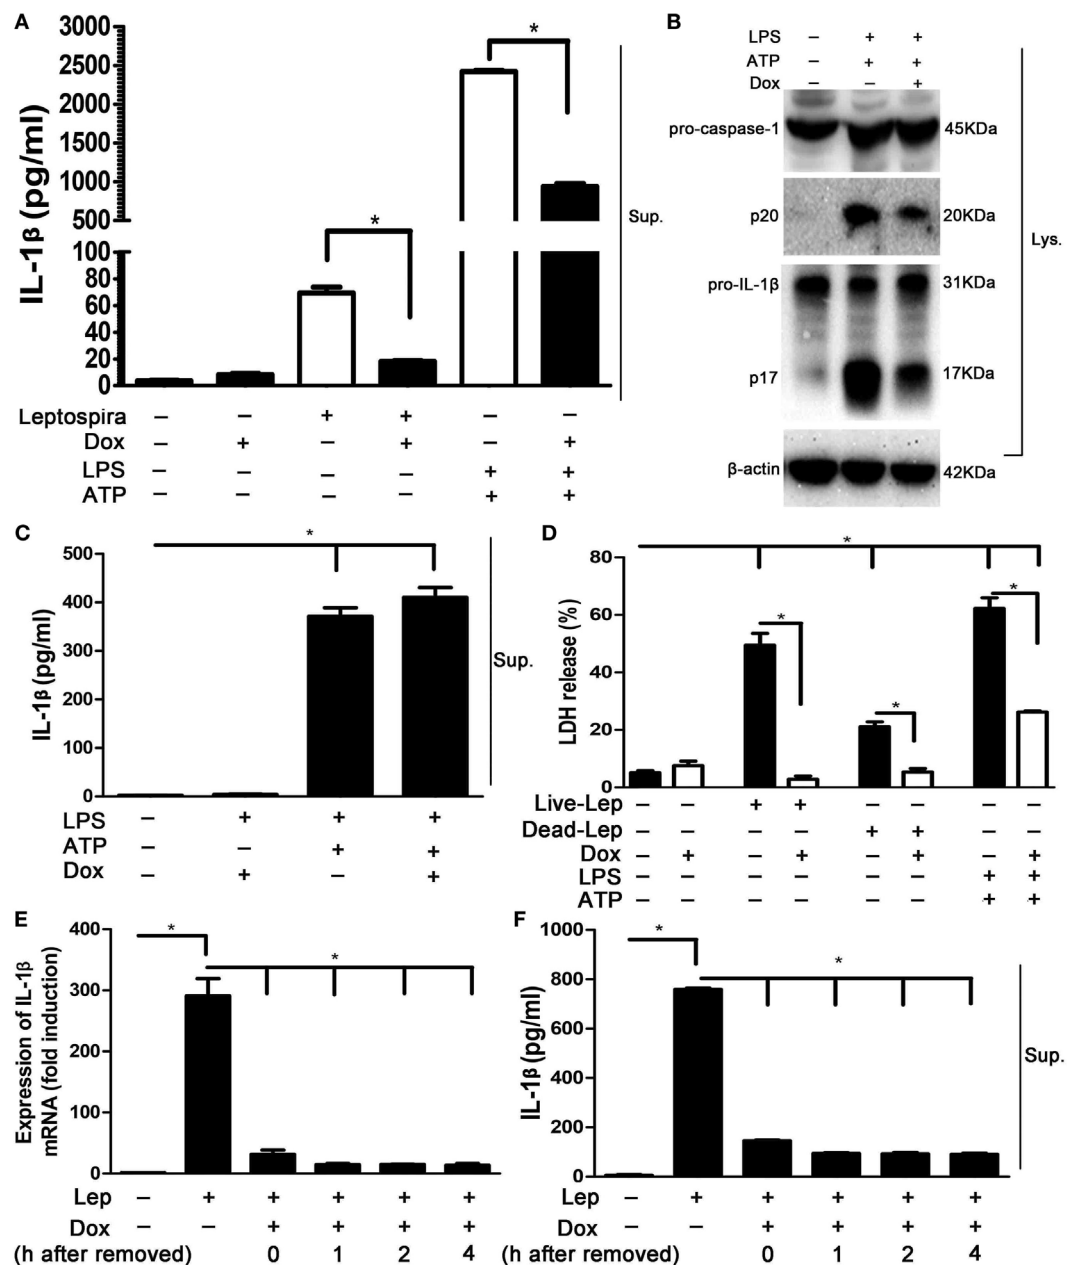 A
IL-1β (pg/ml)
3000
2500
2000
1500
1000
500
100
80
60
40
20
0
*
*
Sup.
Leptospira – – + + – –
Dox – + – + – +
LPS – – – – + +
ATP – – – – + +
B
LPS – + +
ATP – + +
Dox – – +
pro-caspase-1 45KDa
p20 20KDa
pro-IL-1β 31KDa
p17 17KDa
β-actin 42KDa
Lys.
C
IL-1β (pg/ml)
500
400
300
200
100
0
*
Sup.
LPS – + + +
ATP – – + +
Dox – + – +
D
LDH release (%)
80
60
40
20
0
*
*
*
*
Live-Lep – – + + – – – –
Dead-Lep – – – – + + – –
Dox – + – + – + – +
LPS – – – – – – + +
ATP – – – – – – + +
E
Expression of IL-1β
mRNA (fold induction)
400
300
200
100
0
*
*
Lep – + + + + +
Dox – – + + + +
(h after removed) 0 1 2 4
F
IL-1β (pg/ml)
1000
800
600
400
200
0
*
*
Sup.
Lep – + + + + +
Dox – – + + + +
(h after removed) 0 1 2 4